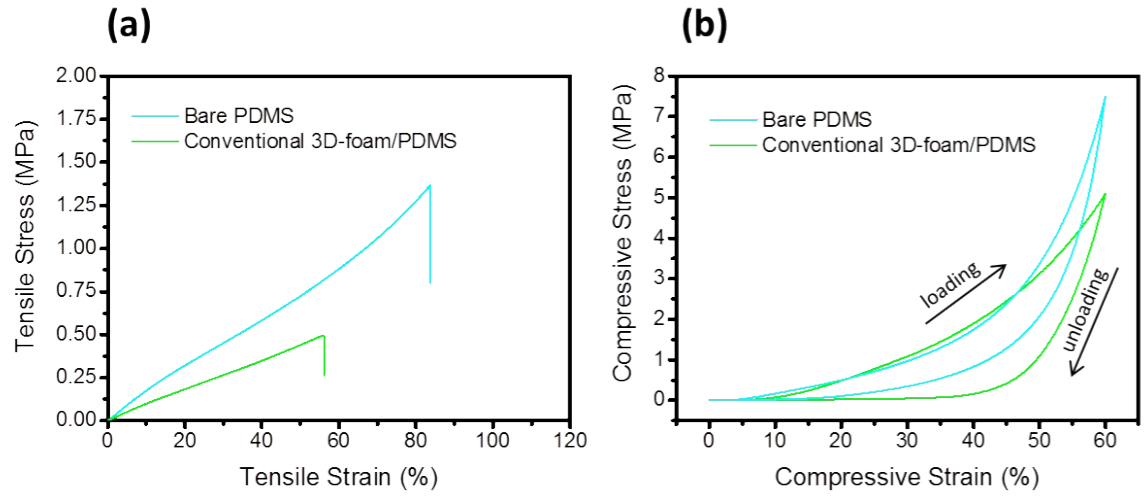 (a)
2.00
1.75
1.50
1.25
1.00
0.75
0.50
0.25
0.00
Tensile Stress (MPa)
Bare PDMS
Conventional 3D-foam/PDMS
0 20 40 60 80 100 120
Tensile Strain (%)
(b)
8
7
6
5
4
3
2
1
0
Compressive Stress (MPa)
Bare PDMS
Conventional 3D-foam/PDMS
loading
unloading
0 10 20 30 40 50 60
Compressive Strain (%)